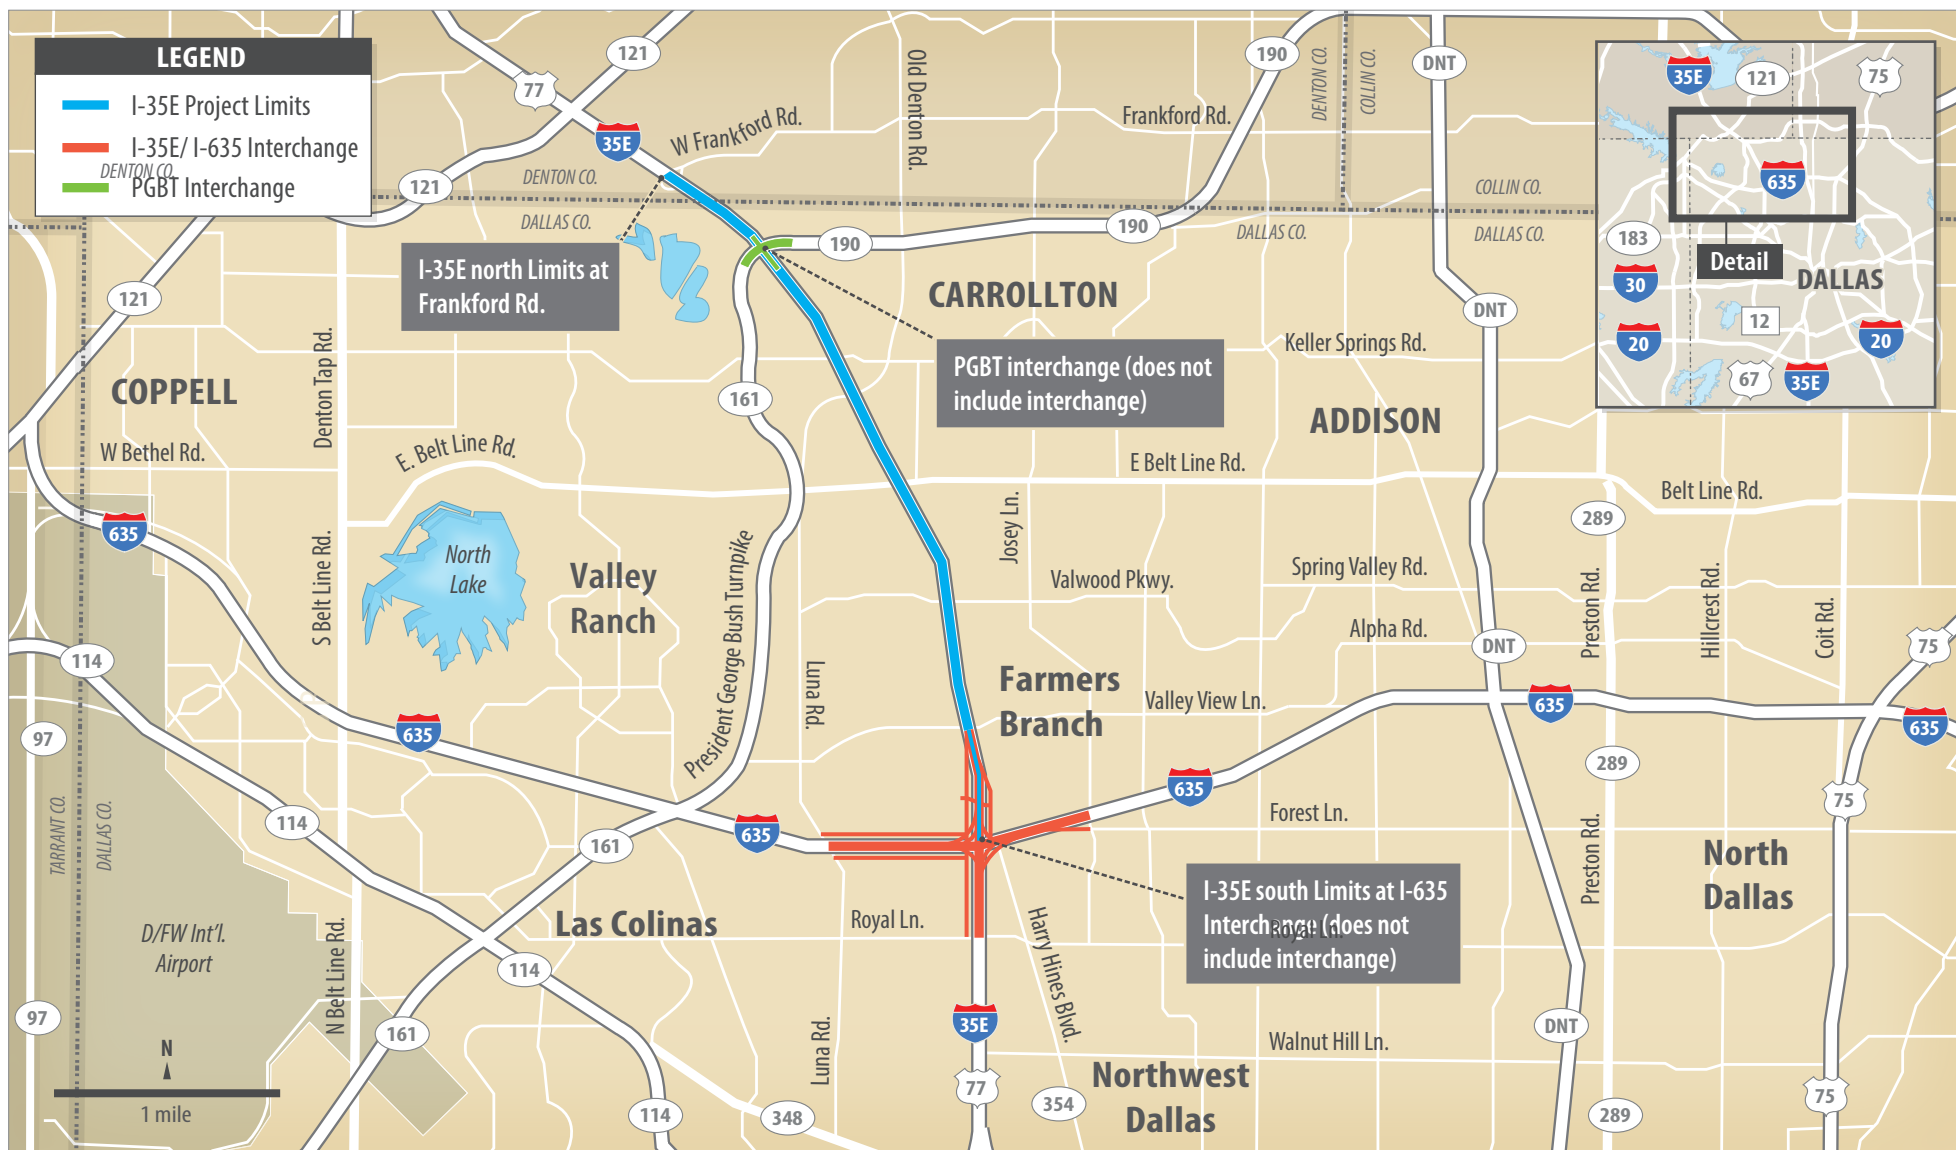 LEGEND
I-35E Project Limits
I-35E/ I-635 Interchange
PGBT Interchange
DENTON CO.
121
77
35E
W Frankford Rd.
Old Denton Rd.
Frankford Rd.
190
DENTON CO.
COLLIN CO.
DNT
35E
121
75
635
183
30
20
Detail
DALLAS
12
67
35E
20
121
DENTON CO.
DALLAS CO.
COLLIN CO.
DALLAS CO.
DALLAS CO.
190
190
I-35E north Limits at
Frankford Rd.
121
CARROLLTON
DNT
Denton Tap Rd.
Keller Springs Rd.
PGBT interchange (does not
include interchange)
COPPELL
161
ADDISON
W Bethel Rd.
E. Belt Line Rd.
E Belt Line Rd.
Belt Line Rd.
635
289
S Belt Line Rd.
North
Lake
Valley
Ranch
President George Bush Turnpike
Josey Ln.
Valwood Pkwy.
Spring Valley Rd.
Alpha Rd.
Preston Rd.
Hillcrest Rd.
Coit Rd.
DNT
75
114
Luna Rd.
Farmers
Branch
Valley View Ln.
635
635
97
635
289
635
75
114
TARRANT CO.
DALLAS CO.
635
161
Forest Ln.
Preston Rd.
North
Dallas
I-35E south Limits at I-635
Interchange (does not
include interchange)
Royal Ln.
Las Colinas
Royal Ln.
Harry Hines Blvd.
D/FW Int'l.
Airport
N Belt Line Rd.
114
97
161
35E
DNT
Walnut Hill Ln.
Luna Rd.
N
1 mile
114
348
77
354
Northwest
Dallas
289
75